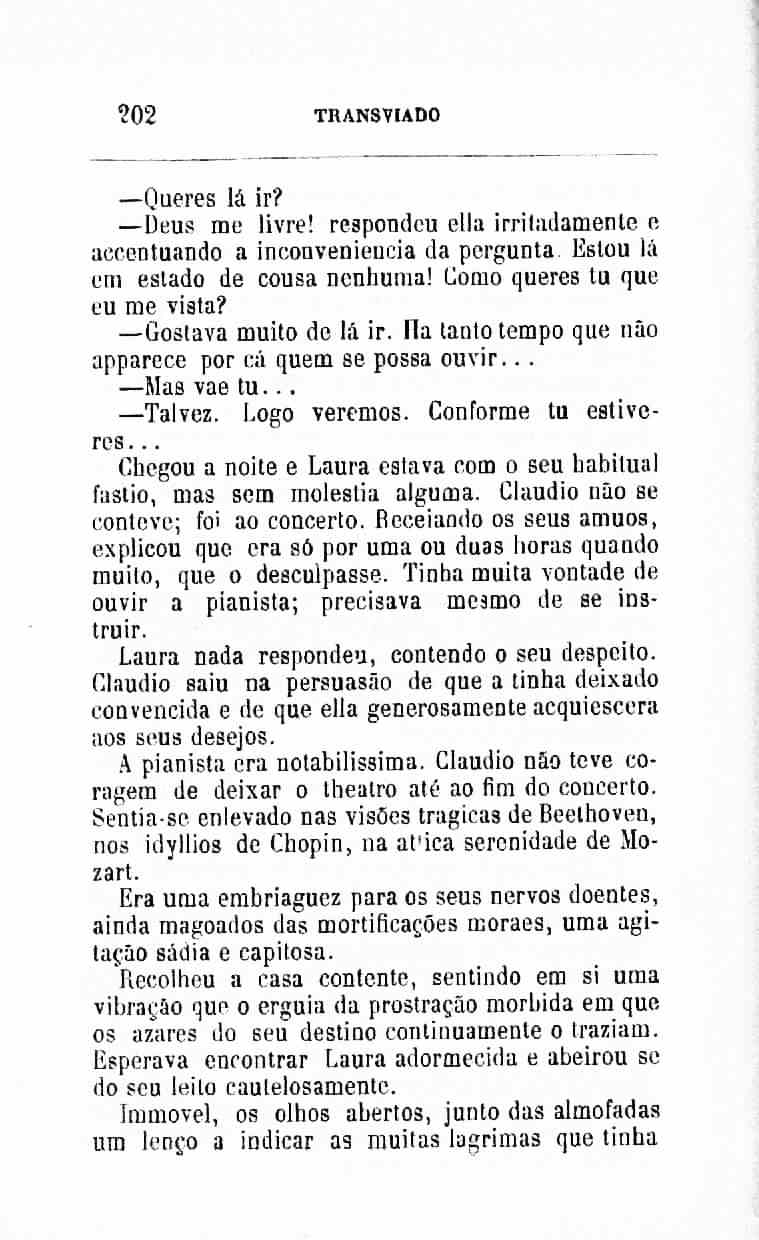 202 TRANSVIADO
—Queres lá ir?
—Deus me livre! respondeu ella irritadamente e
accentuando a inconveniencia da pergunta. Estou lá
em estado de cousa nenhuma! Como queres tu que
eu me vista?
—Gostava muito de lá ir. Ha tanto tempo que não
apparece por cá quem se possa ouvir...
—Mas vae tu...
—Talvez. Logo veremos. Conforme tu estive-
res...
Chegou a noite e Laura estava com o seu habitual
fastio, mas sem molestia alguma. Claudio não se
conteve; foi ao concerto. Receiando os seus amuos,
explicou que era só por uma ou duas horas quando
muito, que o desculpasse. Tinha muita vontade de
ouvir a pianista; precisava mesmo de se ins-
truir.
Laura nada respondeu, contendo o seu despeito.
Claudio saiu na persuasão de que a tinha deixado
convencida e de que ella generosamente acquiescera
aos seus desejos.
A pianista era notabilissima. Claudio não teve co-
ragem de deixar o theatro até ao fim do concerto.
Sentia-se enlevado nas visões tragicas de Beethoven,
nos idyllios de Chopin, na attica serenidade de Mo-
zart.
Era uma embriaguez para os seus nervos doentes,
ainda magoados das mortificações moraes, uma agi-
tação sádia e capitosa.
Recolheu a casa contente, sentindo em si uma
vibração que o erguia da prostração morbida em que
os azares do seu destino continuamente o traziam.
Esperava encontrar Laura adormecida e abeirou se
do seu leito cautelosamente.
Immovel, os olhos abertos, junto das almofadas
um lenço a indicar as muitas lagrimas que tinha